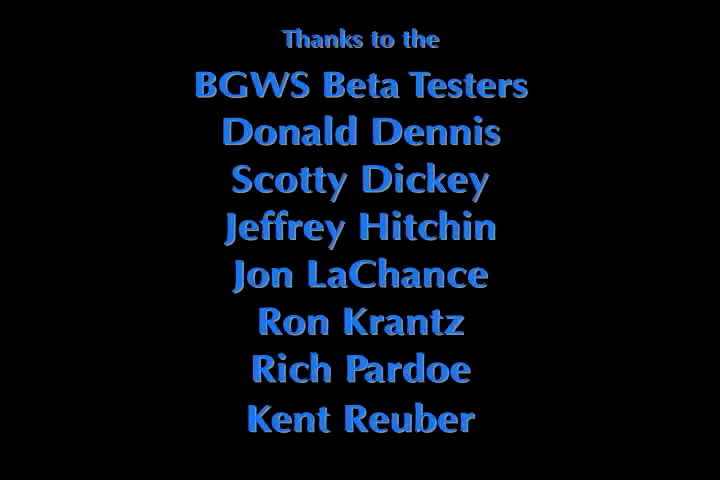 Thanks to the
BGWS Beta Testers
Donald Dennis
Scotty Dickey
Jeffrey Hitchin
Jon LaChance
Ron Krantz
Rich Pardoe
Kent Reuber